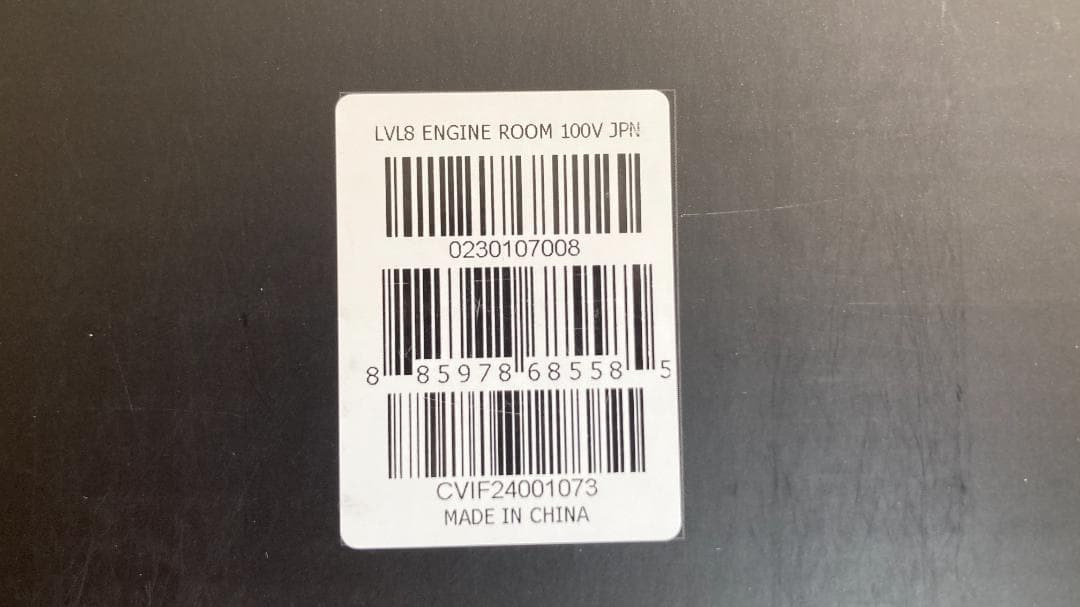 LVL8 ENGINE ROOM 100V JPN
0230107008
8 85978 68558 5
CVIF24001073
MADE IN CHINA